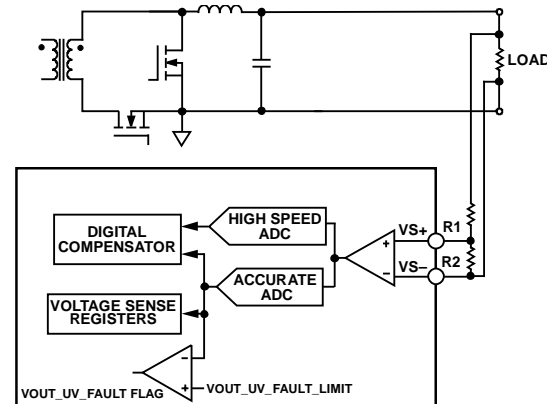 LOAD
HIGH SPEED
ADC
DIGITAL
COMPENSATOR
VS+
R1
VS–
R2
ACCURATE
ADC
VOLTAGE SENSE
REGISTERS
+
–
–
+
VOUT_UV_FAULT FLAG
VOUT_UV_FAULT_LIMIT